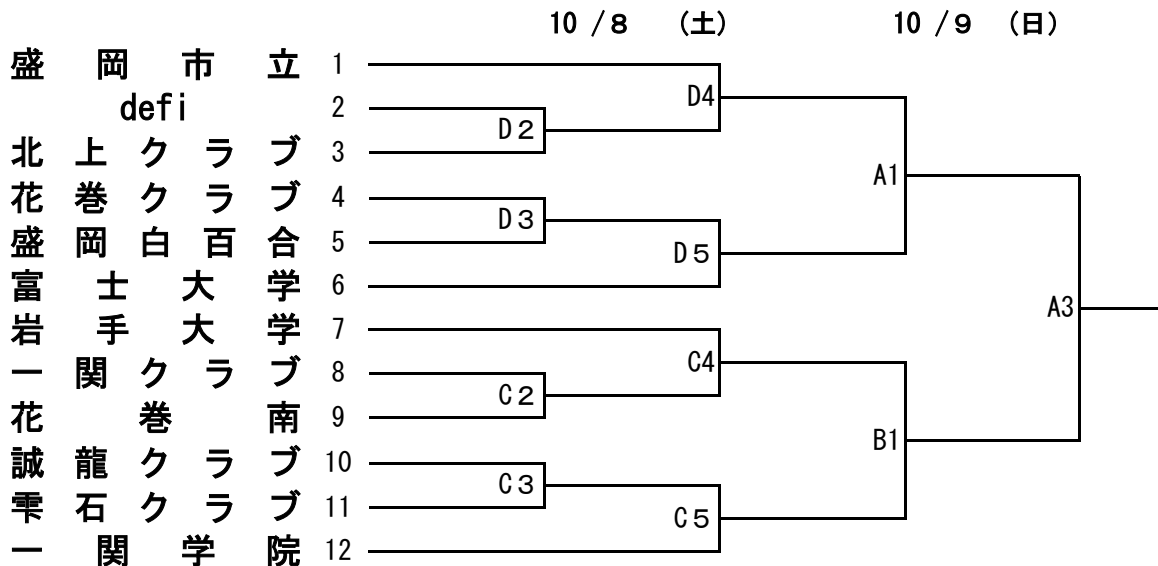 10 /8 (土) 10 /9 (日)
盛岡市立 1
defi 2
北上クラブ 3
花巻クラブ 4
盛岡白百合 5
富士大学 6
岩手大学 7
一関クラブ 8
花巻南 9
誠龍クラブ 10
雫石クラブ 11
一関学院 12
D2
D3
C2
C3
D4
D5
C4
C5
A1
B1
A3